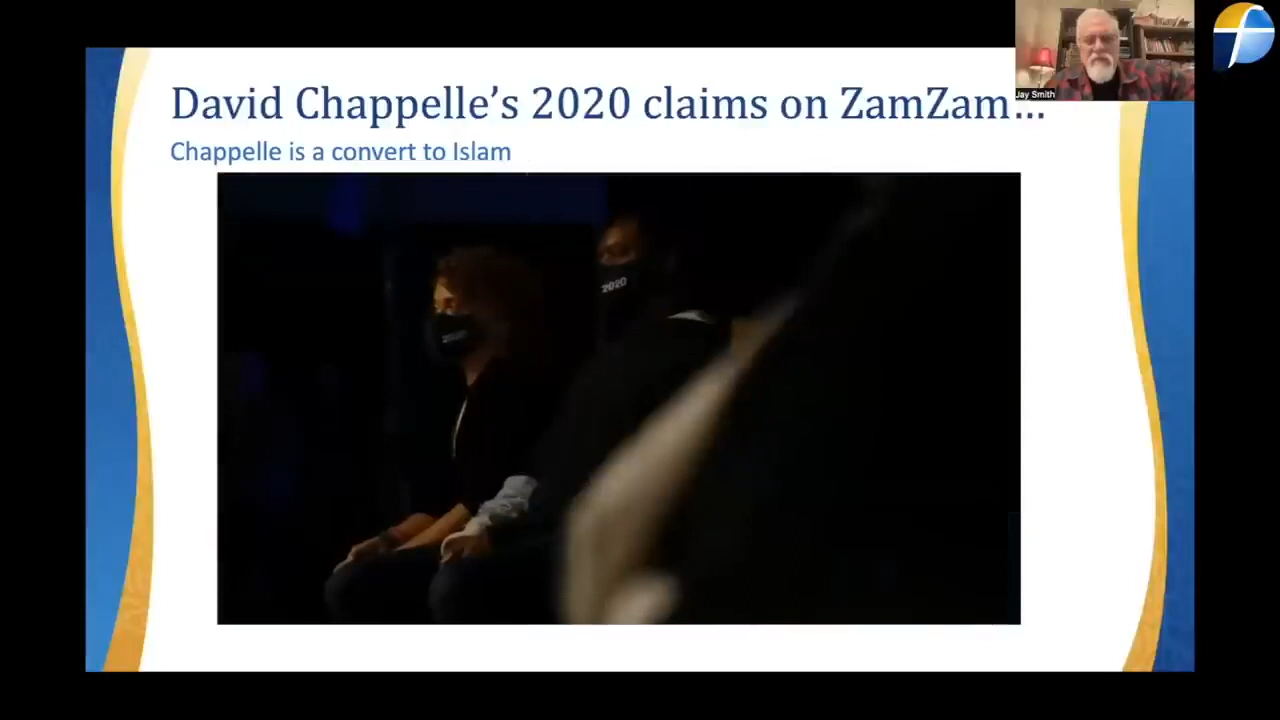 David Chappelle’s 2020 claims on ZamZam…
Chappelle is a convert to Islam
Jay Smith
2020